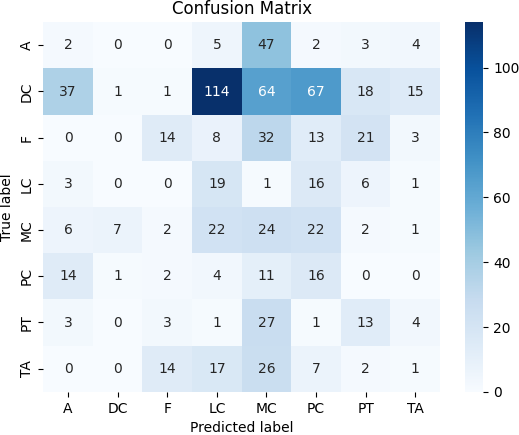 Confusion Matrix
True label
A 2 0 0 5 47 2 3 4
DC 37 1 1 114 64 67 18 15
F 0 0 14 8 32 13 21 3
LC 3 0 0 19 1 16 6 1
MC 6 7 2 22 24 22 2 1
PC 14 1 2 4 11 16 0 0
PT 3 0 3 1 27 1 13 4
TA 0 0 14 17 26 7 2 1
A DC F LC MC PC PT TA
Predicted label
100
80
60
40
20
0